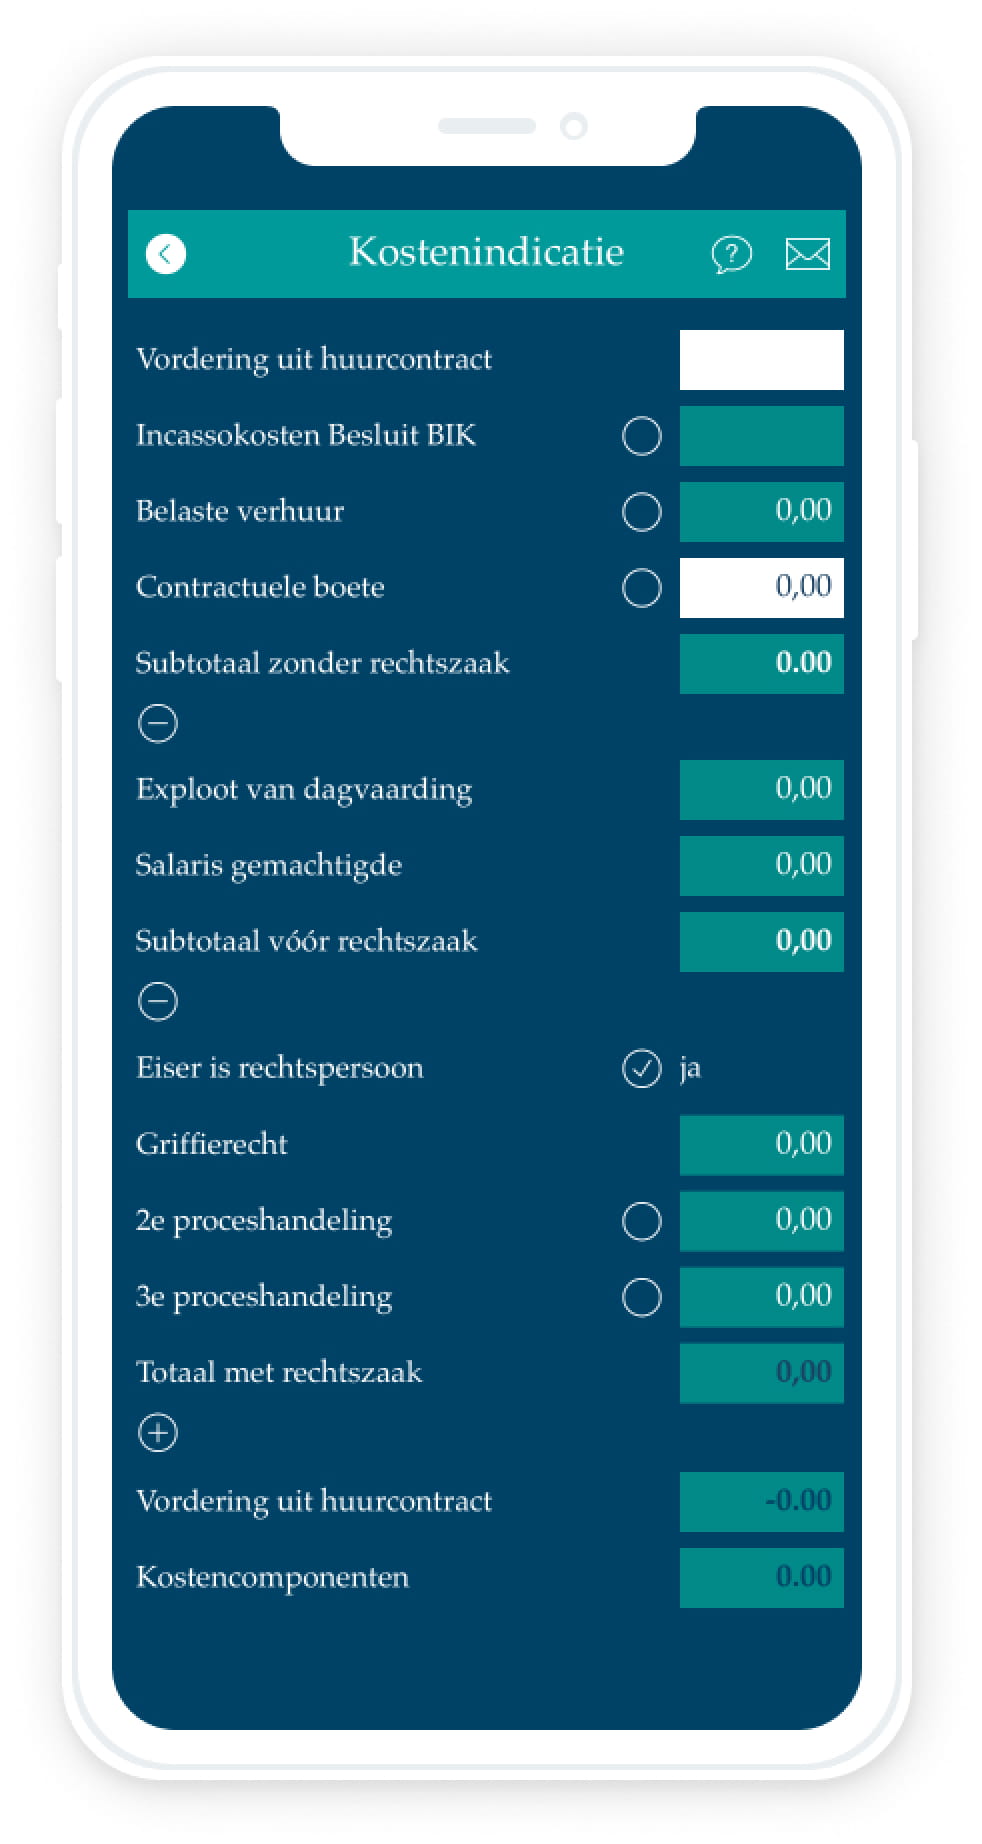 Kostenindicatie
Vordering uit huurcontract
Incassokosten Besluit BIK
Belaste verhuur 0,00
Contractuele boete 0,00
Subtotaal zonder rechtszaak 0.00
Exploot van dagvaarding 0,00
Salaris gemachtigde 0,00
Subtotaal vóór rechtszaak 0,00
Eiser is rechtspersoon ja
Griffierecht 0,00
2e proceshandeling 0,00
3e proceshandeling 0,00
Totaal met rechtszaak 0,00
Vordering uit huurcontract -0.00
Kostencomponenten 0.00